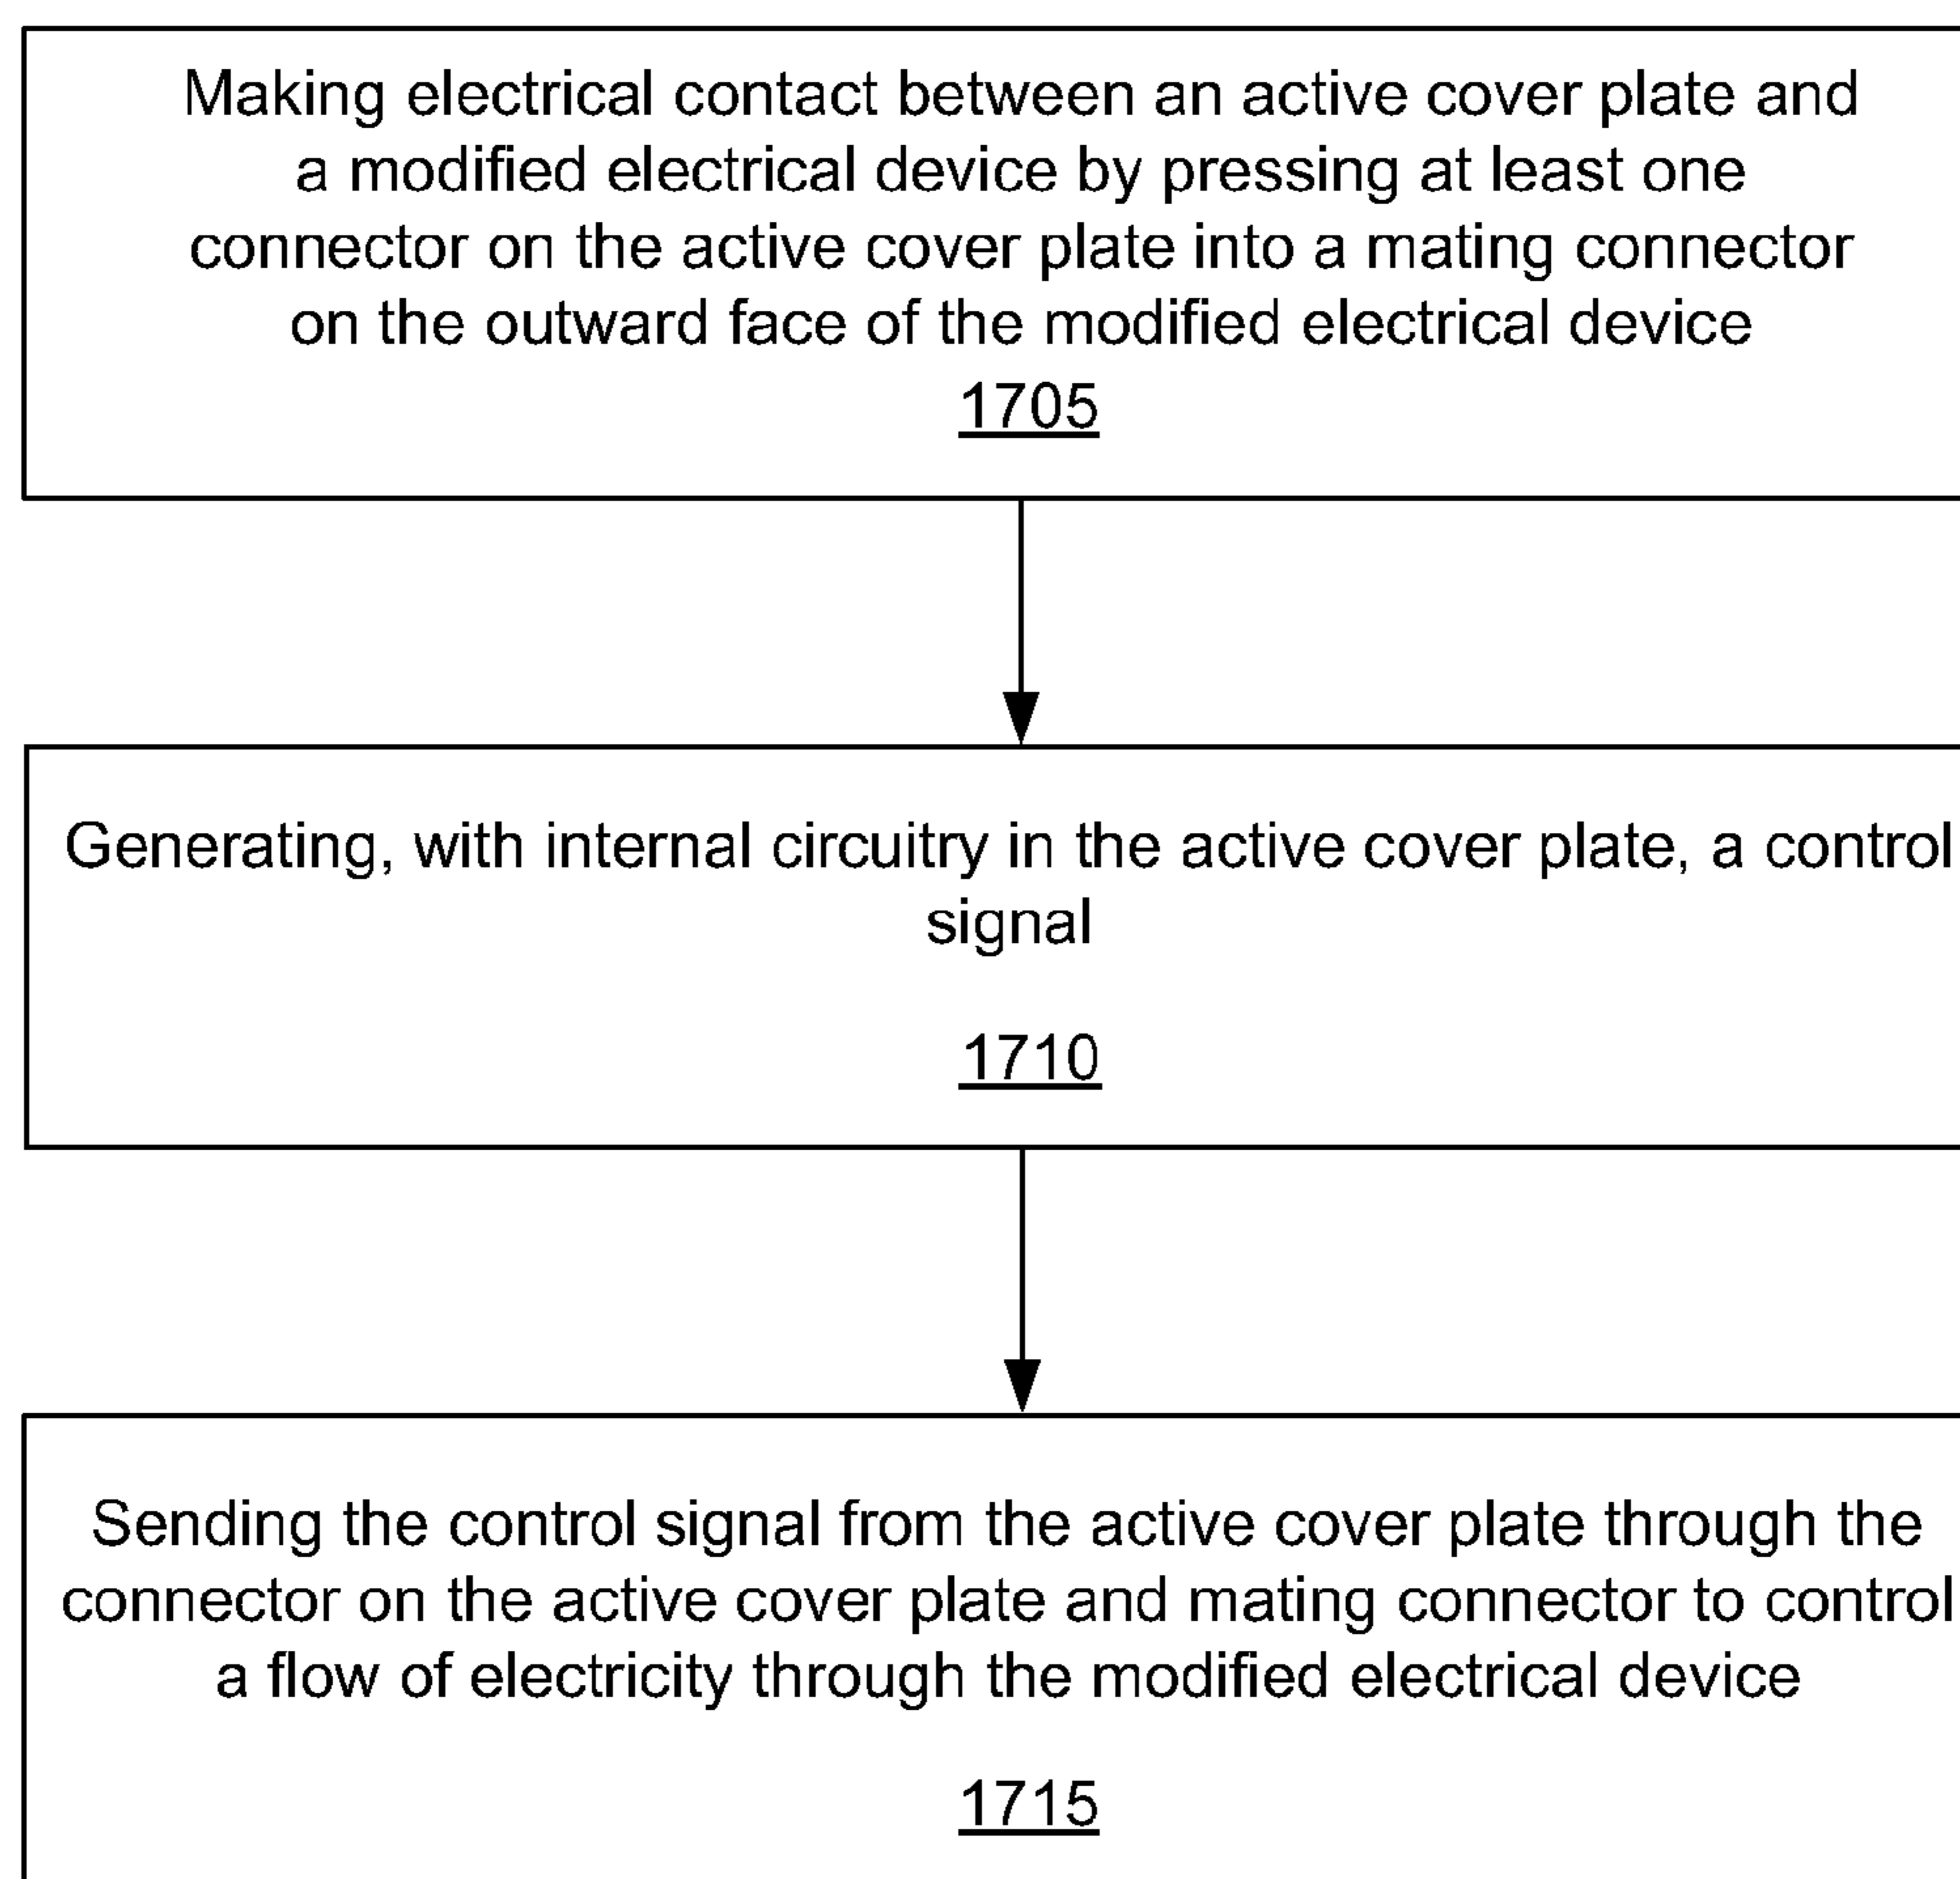 Making electrical contact between an active cover plate and
a modified electrical device by pressing at least one
connector on the active cover plate into a mating connector
on the outward face of the modified electrical device
1705
Generating, with internal circuitry in the active cover plate, a control
signal
1710
Sending the control signal from the active cover plate through the
connector on the active cover plate and mating connector to control
a flow of electricity through the modified electrical device
1715